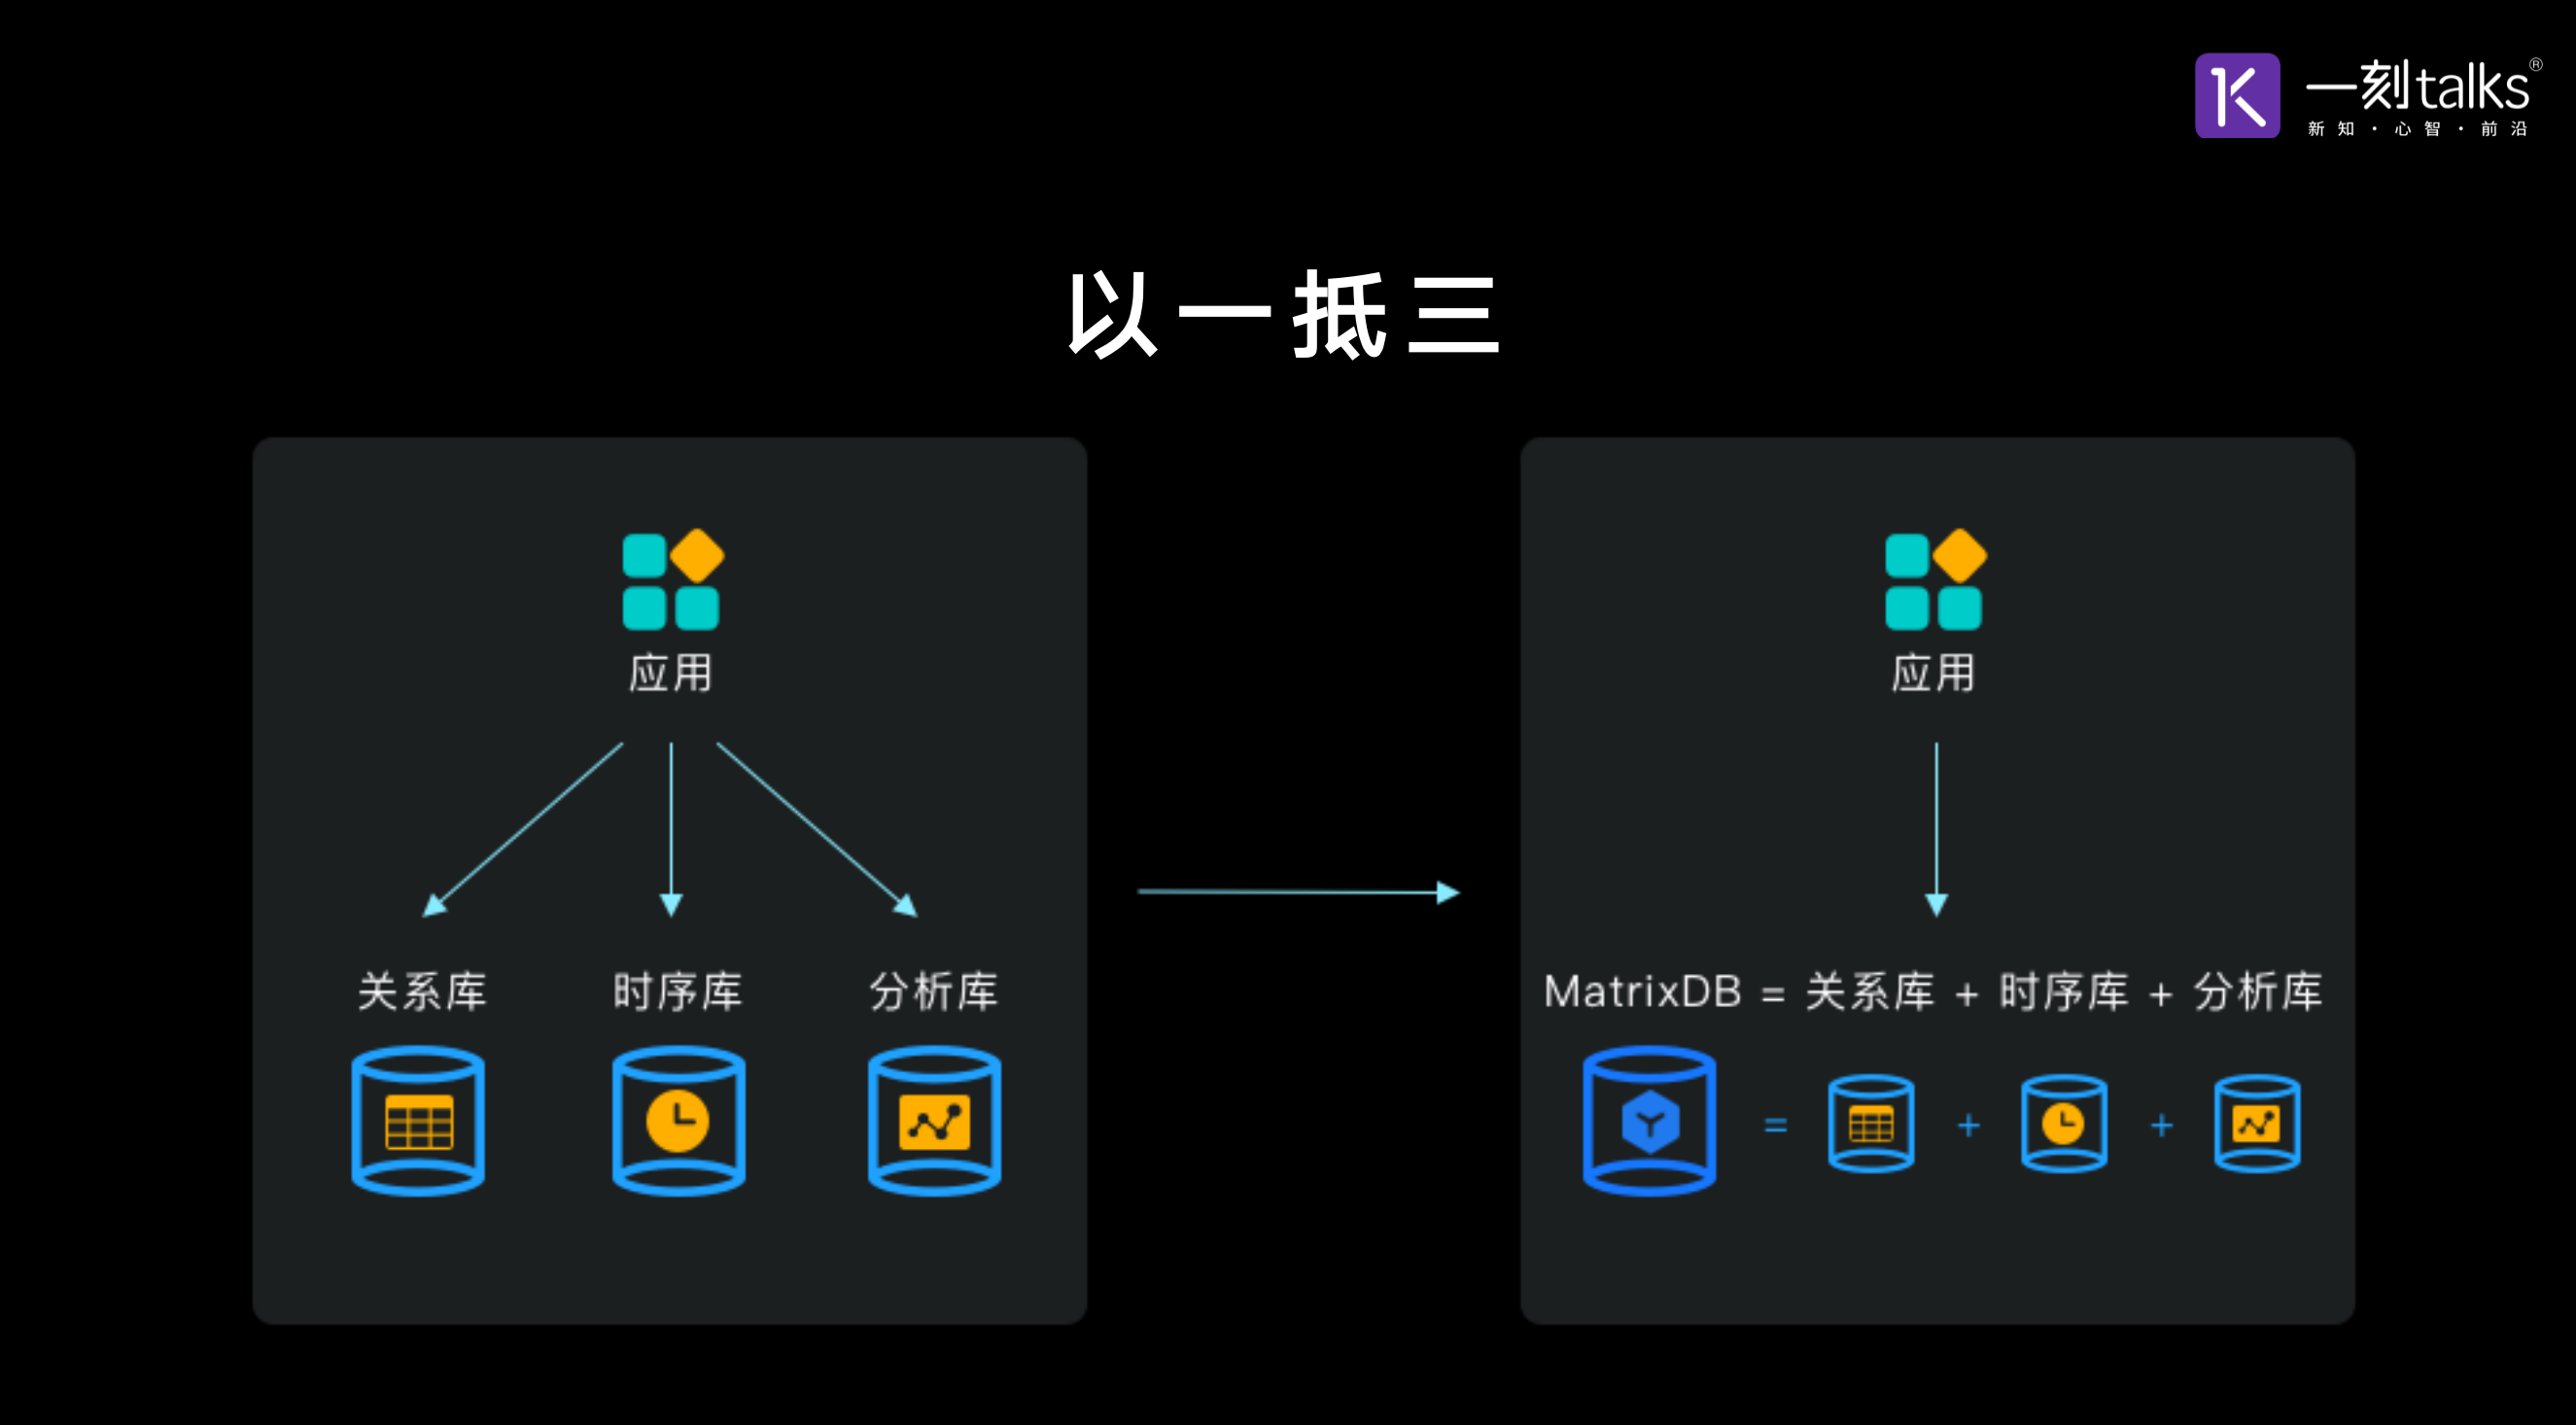 一刻talks®
新知·心智·前沿
以一抵三
应用
关系库 时序库 分析库
应用
MatrixDB = 关系库 + 时序库 + 分析库
= + +